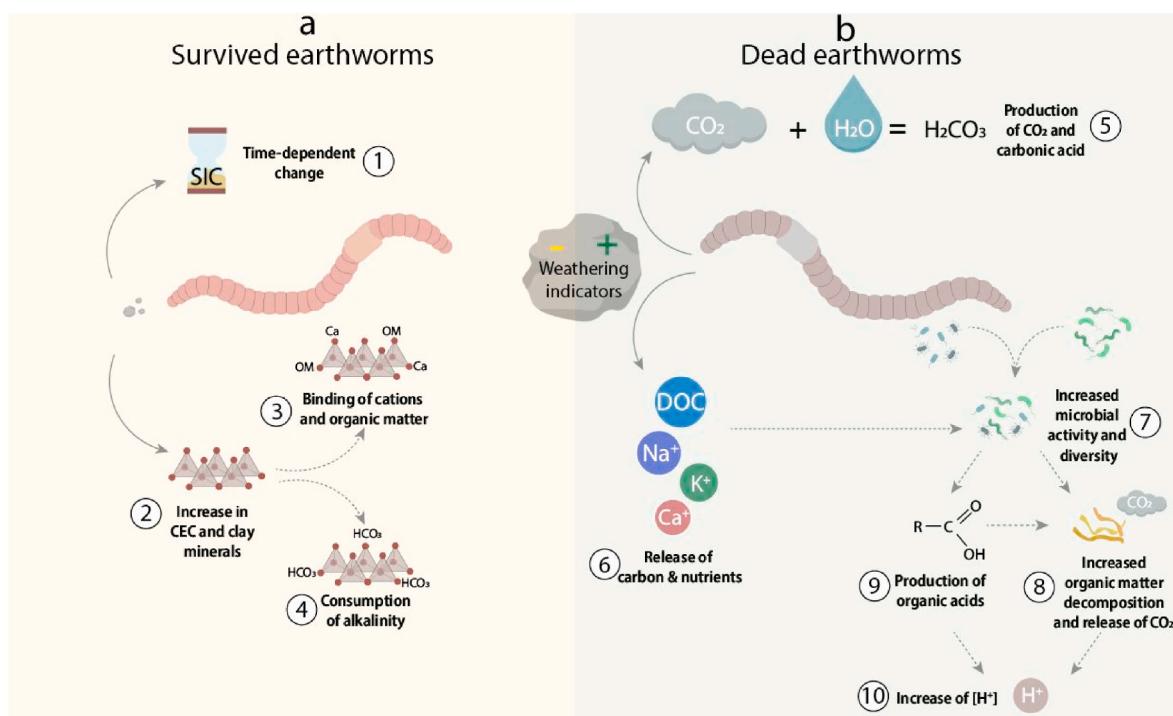 a
Survived earthworms
SIC
Time-dependent
change
1
Ca
OM
OM
Ca
3
Binding of cations
and organic matter
2
Increase in
CEC and clay
minerals
HCO₃
HCO₃
HCO₃
4
Consumption
of alkalinity
- +
Weathering
indicators
b
Dead earthworms
CO₂ + H₂O = H₂CO₃
Production
of CO₂ and
carbonic acid
5
DOC
Na⁺
K⁺
Ca⁺
6
Release of
carbon & nutrients
Increased
microbial
activity and
diversity
7
R-C
O
OH
9
Production of
organic acids
CO₂
8
Increased
organic matter
decomposition
and release of CO₂
10
Increase of [H⁺]
H⁺